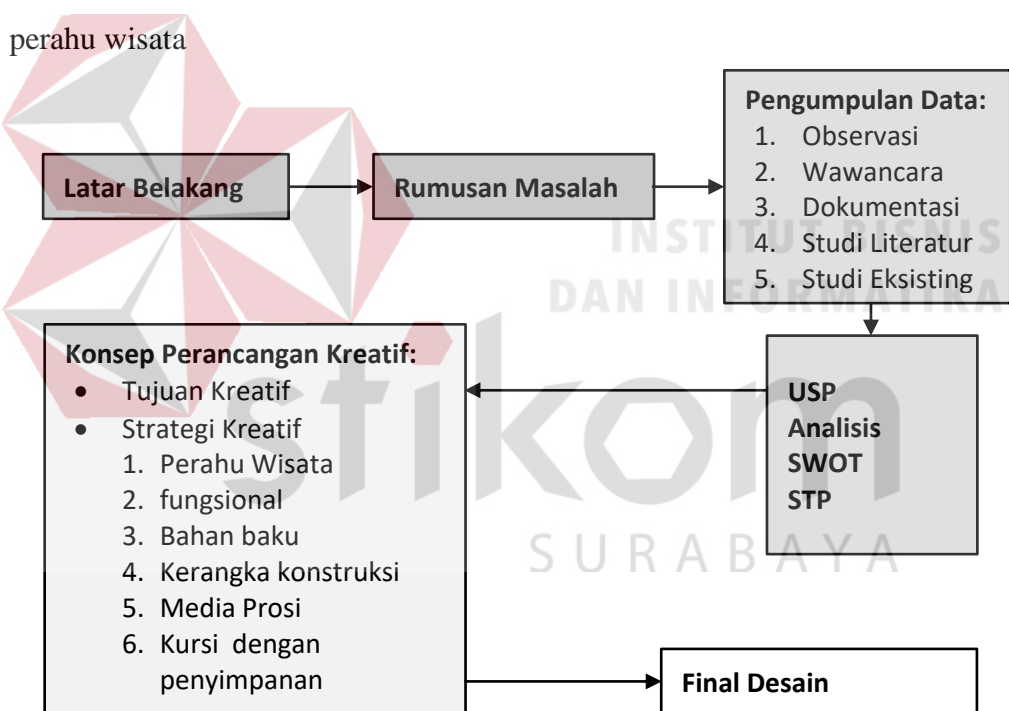 perahu wisata
Latar Belakang
Rumusan Masalah
Pengumpulan Data:
1. Observasi
2. Wawancara
3. Dokumentasi
4. Studi Literatur
5. Studi Eksisting
USP
Analisis
SWOT
STP
Konsep Perancangan Kreatif:
• Tujuan Kreatif
• Strategi Kreatif
1. Perahu Wisata
2. fungsional
3. Bahan baku
4. Kerangka konstruksi
5. Media Prosi
6. Kursi dengan
penyimpanan
Final Desain
INSTITUT BISNIS
DAN INFORMATIKA
stikom
SURABAYA